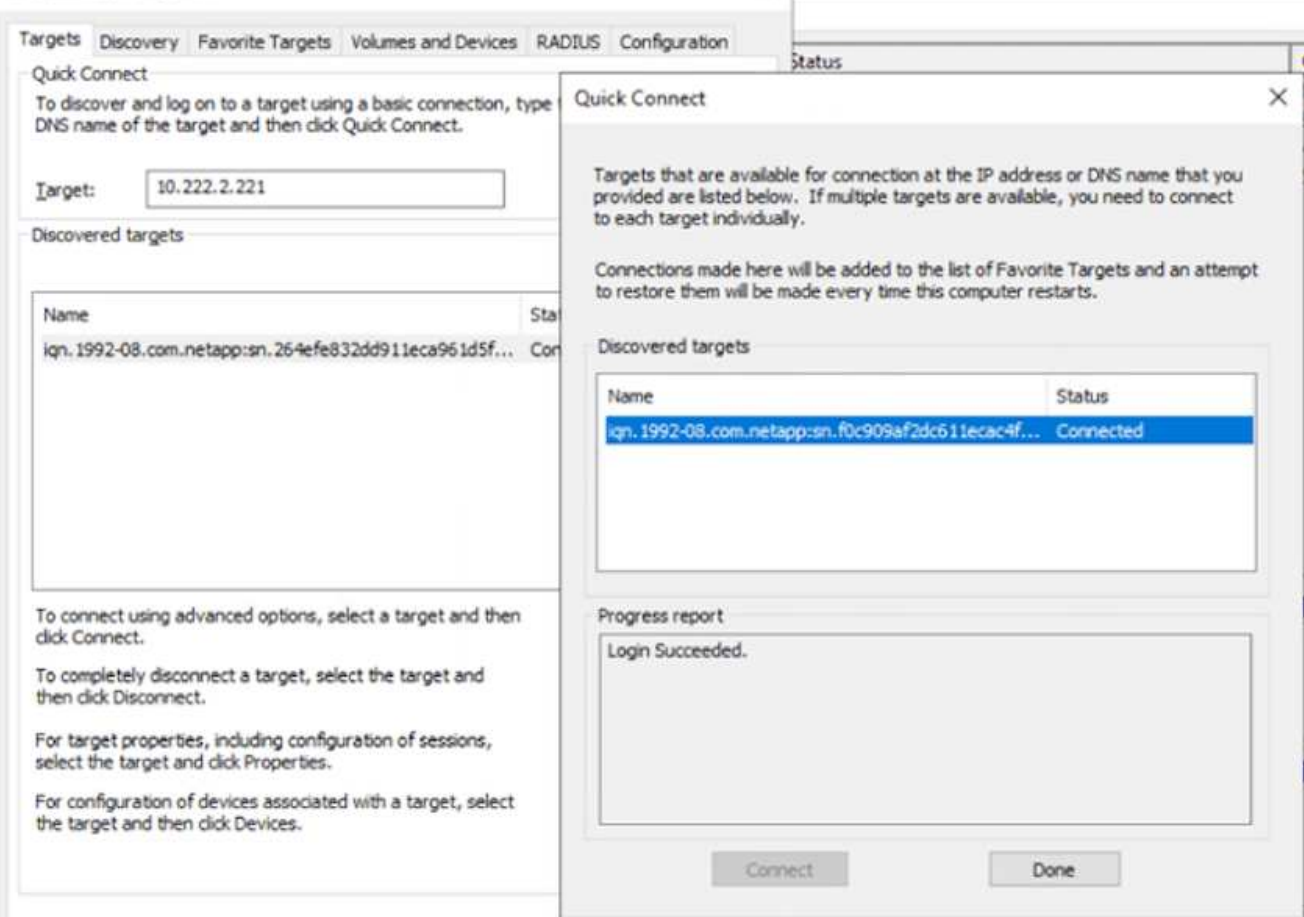 Targets Discovery Favorite Targets Volumes and Devices RADIUS Configuration
Quick Connect
To discover and log on to a target using a basic connection, type
DNS name of the target and then click Quick Connect.
Target: 10.222.2.221
Discovered targets
Name
iqn.1992-08.com.netapp:sn.264efe832dd911eca961d5f... Con
To connect using advanced options, select a target and then
click Connect.
To completely disconnect a target, select the target and
then click Disconnect.
For target properties, including configuration of sessions,
select the target and click Properties.
For configuration of devices associated with a target, select
the target and then click Devices.
Status
Quick Connect
Targets that are available for connection at the IP address or DNS name that you
provided are listed below. If multiple targets are available, you need to connect
to each target individually.
Connections made here will be added to the list of Favorite Targets and an attempt
to restore them will be made every time this computer restarts.
Discovered targets
Name Status
iqn.1992-08.com.netapp:sn.f0c909af2dc611ecac4f... Connected
Progress report
Login Succeeded.
Connect Done